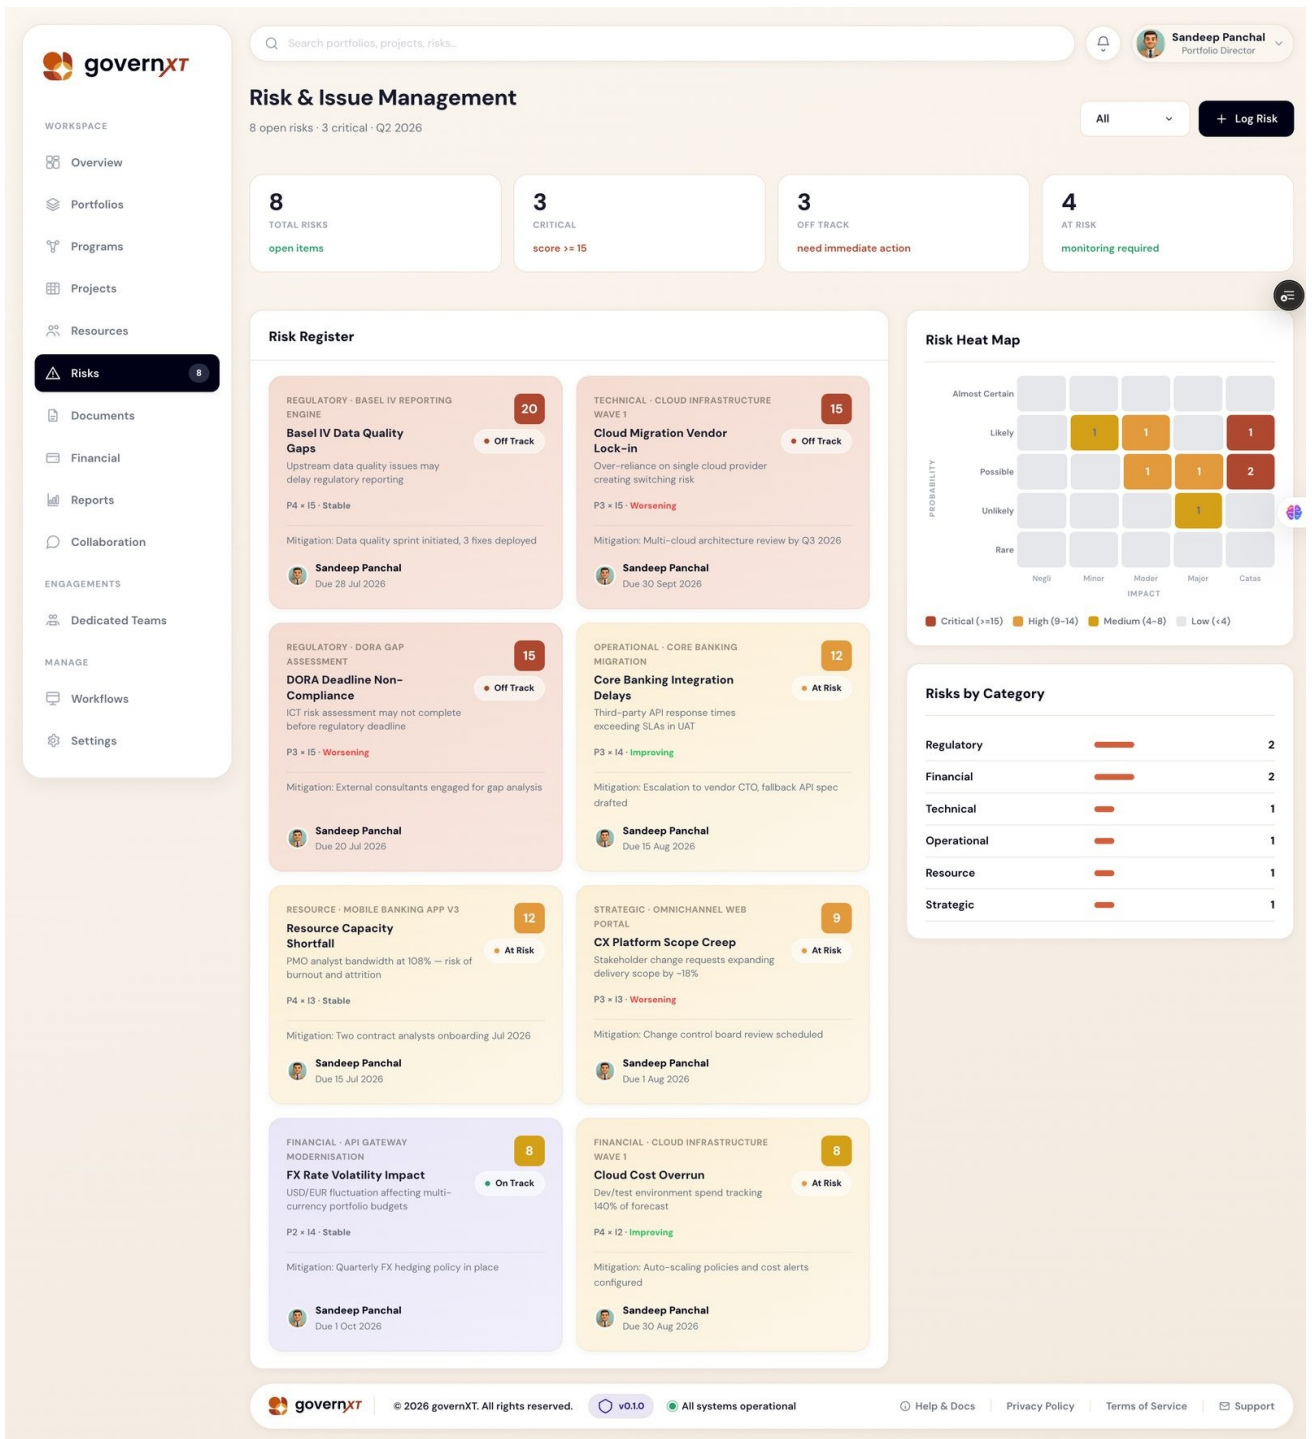 governXT
WORKSPACE
Overview
Portfolios
Programs
Projects
Resources
Risks 8
Documents
Financial
Reports
Collaboration
ENGAGEMENTS
Dedicated Teams
MANAGE
Workflows
Settings
Search portfolios, projects, risks...
Sandeep Panchal
Portfolio Director
Risk & Issue Management
8 open risks · 3 critical · Q2 2026
All
+ Log Risk
8
TOTAL RISKS
open items
3
CRITICAL
score >= 15
3
OFF TRACK
need immediate action
4
AT RISK
monitoring required
Risk Register
REGULATORY · BASEL IV REPORTING
ENGINE
20
Basel IV Data Quality
Gaps
Off Track
Upstream data quality issues may
delay regulatory reporting
P4 × I5 · Stable
Mitigation: Data quality sprint initiated, 3 fixes deployed
Sandeep Panchal
Due 28 Jul 2026
TECHNICAL · CLOUD INFRASTRUCTURE
WAVE 1
15
Cloud Migration Vendor
Lock-in
Off Track
Over-reliance on single cloud provider
creating switching risk
P3 × I5 · Worsening
Mitigation: Multi-cloud architecture review by Q3 2026
Sandeep Panchal
Due 30 Sept 2026
REGULATORY · DORA GAP
ASSESSMENT
15
DORA Deadline Non-
Compliance
Off Track
ICT risk assessment may not complete
before regulatory deadline
P3 × I5 · Worsening
Mitigation: External consultants engaged for gap analysis
Sandeep Panchal
Due 20 Jul 2026
OPERATIONAL · CORE BANKING
MIGRATION
12
Core Banking Integration
Delays
At Risk
Third-party API response times
exceeding SLAs in UAT
P3 × I4 · Improving
Mitigation: Escalation to vendor CTO, fallback API spec
drafted
Sandeep Panchal
Due 15 Aug 2026
RESOURCE · MOBILE BANKING APP V3
12
Resource Capacity
Shortfall
At Risk
PMO analyst bandwidth at 108% — risk of
burnout and attrition
P4 × I3 · Stable
Mitigation: Two contract analysts onboarding Jul 2026
Sandeep Panchal
Due 15 Jul 2026
STRATEGIC · OMNICHANNEL WEB
PORTAL
9
CX Platform Scope Creep
At Risk
Stakeholder change requests expanding
delivery scope by ~18%
P3 × I3 · Worsening
Mitigation: Change control board review scheduled
Sandeep Panchal
Due 1 Aug 2026
FINANCIAL · API GATEWAY
MODERNISATION
8
FX Rate Volatility Impact
On Track
USD/EUR fluctuation affecting multi-
currency portfolio budgets
P2 × I4 · Stable
Mitigation: Quarterly FX hedging policy in place
Sandeep Panchal
Due 1 Oct 2026
FINANCIAL · CLOUD INFRASTRUCTURE
WAVE 1
8
Cloud Cost Overrun
At Risk
Dev/test environment spend tracking
140% of forecast
P4 × I2 · Improving
Mitigation: Auto-scaling policies and cost alerts
configured
Sandeep Panchal
Due 30 Aug 2026
Risk Heat Map
PROBABILITY
Almost Certain
Likely 1 1 1
Possible 1 1 2
Unlikely 1
Rare
Negli Minor Moder Major Catas
IMPACT
Critical (>=15) High (9-14) Medium (4-8) Low (<4)
Risks by Category
Regulatory 2
Financial 2
Technical 1
Operational 1
Resource 1
Strategic 1
governXT © 2026 governXT. All rights reserved. v0.1.0 All systems operational Help & Docs Privacy Policy Terms of Service Support